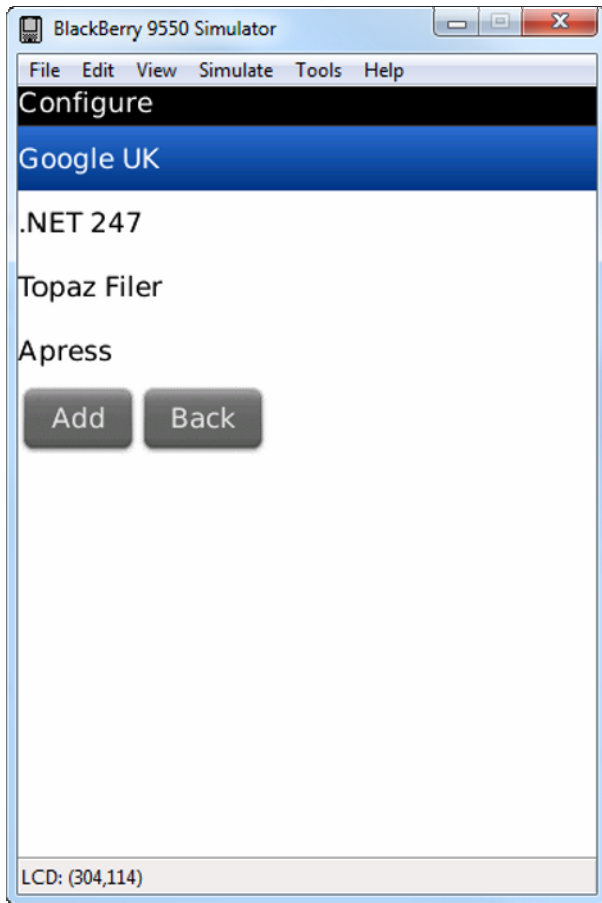 BlackBerry 9550 Simulator
File Edit View Simulate Tools Help
Configure
Google UK
.NET 247
Topaz Filer
Apress
Add Back
LCD: (304,114)